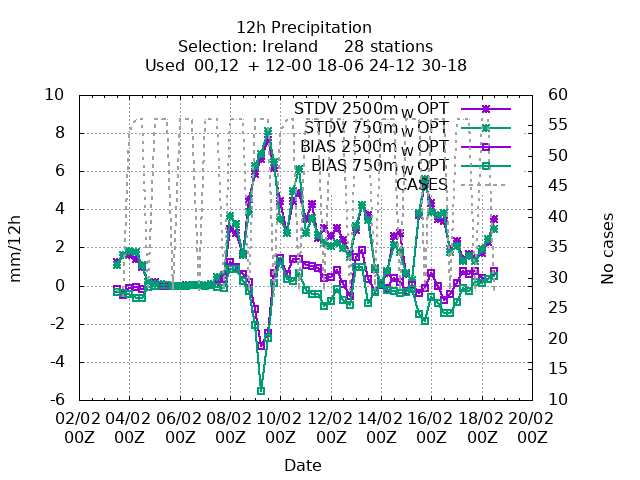 12h Precipitation
Selection: Ireland 28 stations
Used 00,12 + 12-00 18-06 24-12 30-18
STDV 2500m_w OPT
STDV 750m_w OPT
BIAS 2500m_w OPT
BIAS 750m_w OPT
CASES
mm/12h
10
8
6
4
2
0
-2
-4
-6
No cases
60
55
50
45
40
35
30
25
20
15
10
02/02 04/02 06/02 08/02 10/02 12/02 14/02 16/02 18/02 20/02
00Z 00Z 00Z 00Z 00Z 00Z 00Z 00Z 00Z 00Z
Date